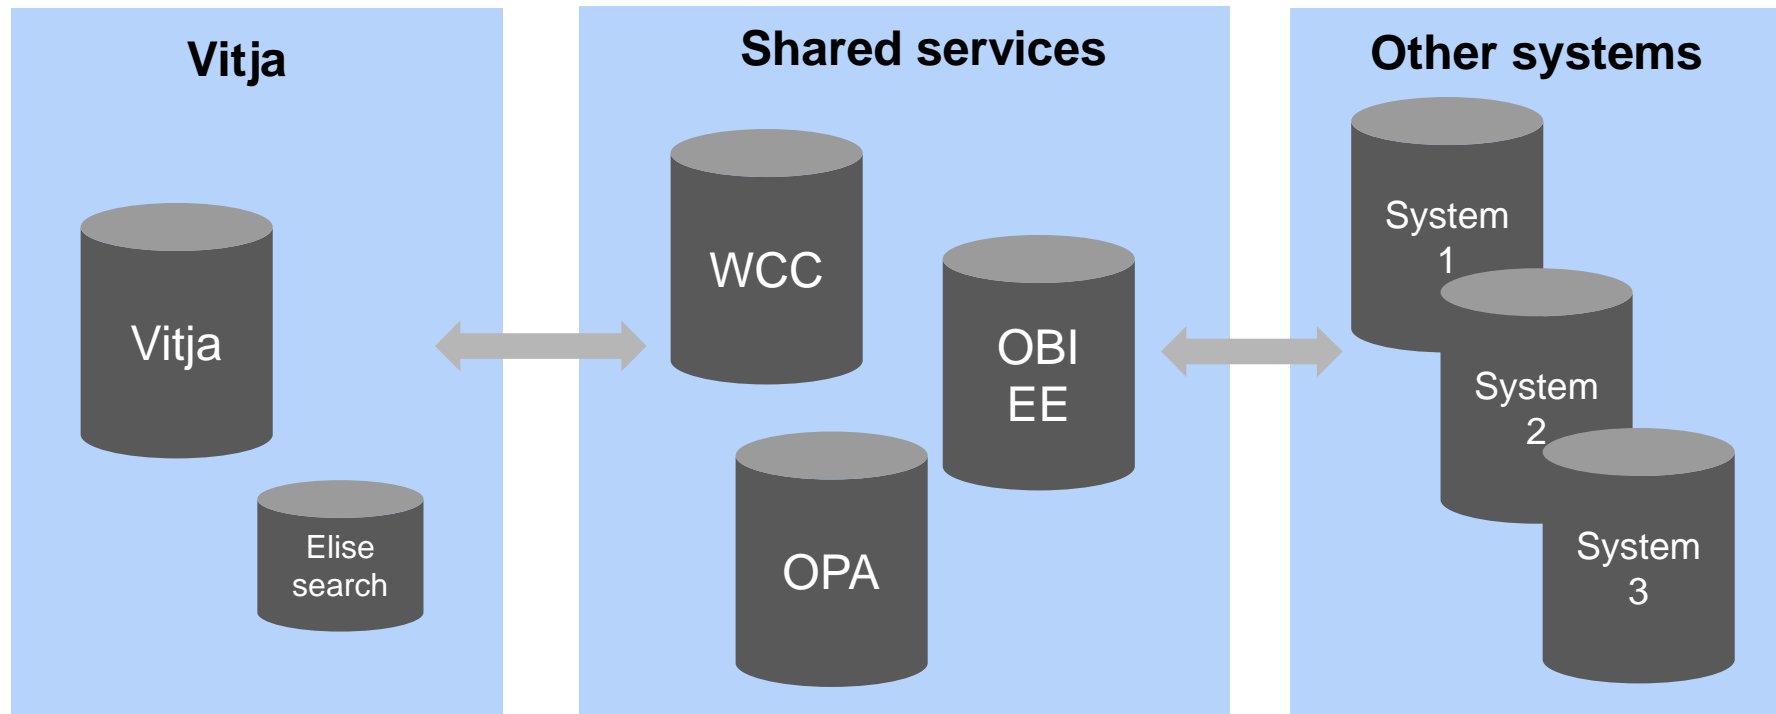 Vitja
Vitja
Elise
search
Shared services
WCC
OBI
EE
OPA
Other systems
System
1
System
2
System
3